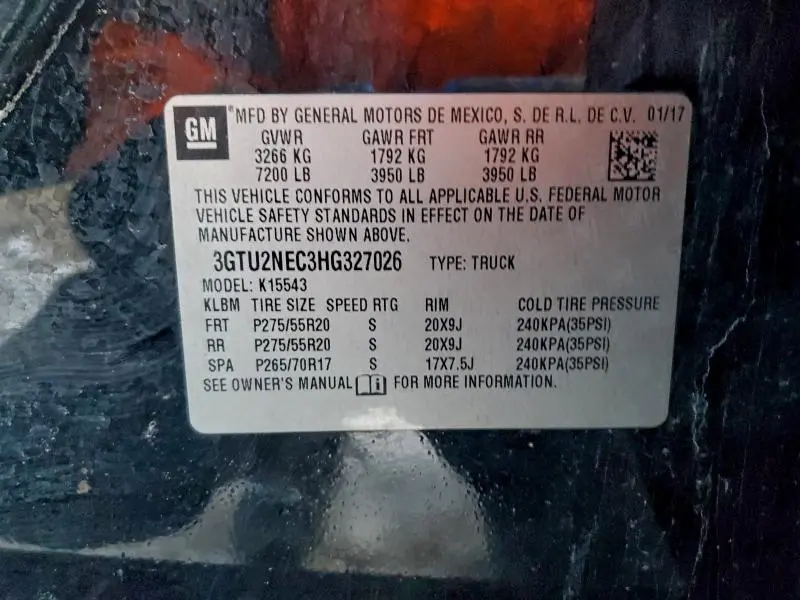 GM ® MFD BY GENERAL MOTORS DE MEXICO, S. DE R.L. DE C.V. 01/17
GVWR GAWR FRT GAWR RR
3266 KG 1792 KG 1792 KG
7200 LB 3950 LB 3950 LB
THIS VEHICLE CONFORMS TO ALL APPLICABLE U.S. FEDERAL MOTOR
VEHICLE SAFETY STANDARDS IN EFFECT ON THE DATE OF
MANUFACTURE SHOWN ABOVE.
3GTU2NEC3HG327026 TYPE: TRUCK
MODEL: K15543
KLBM TIRE SIZE SPEED RTG RIM COLD TIRE PRESSURE
FRT P275/55R20 S 20X9J 240KPA(35PSI)
RR P275/55R20 S 20X9J 240KPA(35PSI)
SPA P265/70R17 S 17X7.5J 240KPA(35PSI)
SEE OWNER'S MANUAL FOR MORE INFORMATION.